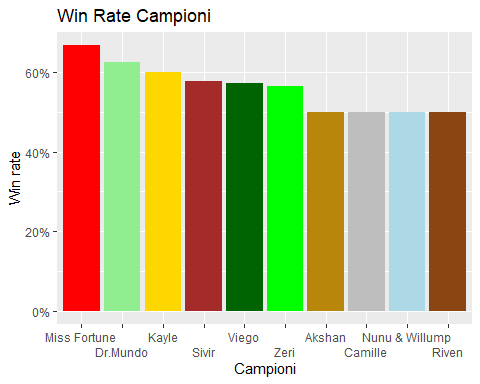 Win Rate Campioni
Win rate
60%
40%
20%
0%
Miss Fortune Kayle Viego Akshan Nunu & Willump
Dr.Mundo Sivir Zeri Camille Riven
Campioni